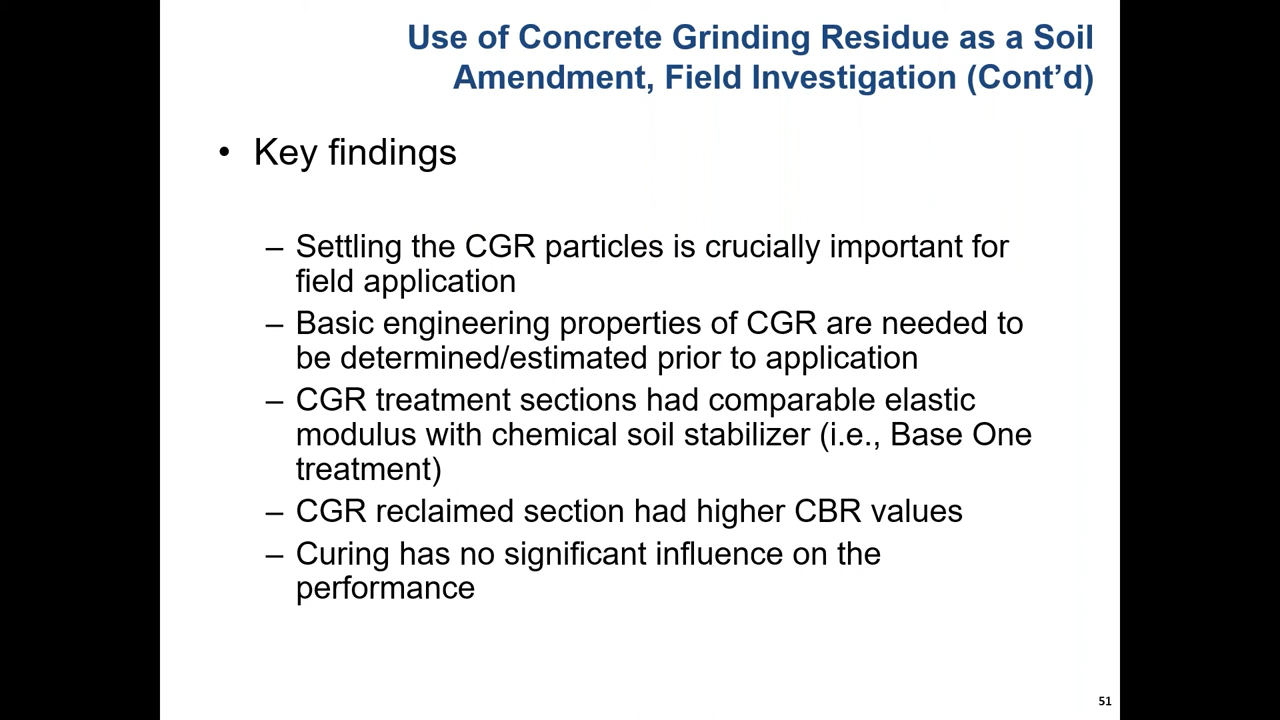 Use of Concrete Grinding Residue as a Soil
Amendment, Field Investigation (Cont’d)
• Key findings
– Settling the CGR particles is crucially important for
field application
– Basic engineering properties of CGR are needed to
be determined/estimated prior to application
– CGR treatment sections had comparable elastic
modulus with chemical soil stabilizer (i.e., Base One
treatment)
– CGR reclaimed section had higher CBR values
– Curing has no significant influence on the
performance
51